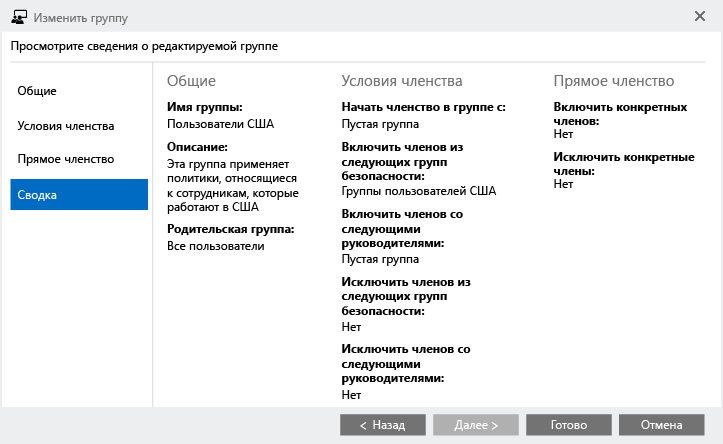 Изменить группу
Просмотрите сведения о редактируемой группе
Общие
Условия членства
Прямое членство
Сводка
Общие
Имя группы:
Пользователи США
Описание:
Эта группа применяет
политики, относящиеся
к сотрудникам, которые
работают в США
Родительская группа:
Все пользователи
Условия членства
Начать членство в группе с:
Пустая группа
Включить членов из
следующих групп
безопасности:
Группы пользователей США
Включить членов со
следующими
руководителями:
Пустая группа
Исключить членов из
следующих групп
безопасности:
Нет
Исключить членов со
следующими
руководителями:
Нет
Прямое членство
Включить конкретных
членов:
Нет
Исключить конкретные
члены:
Нет
< Назад
Далее >
Готово
Отмена